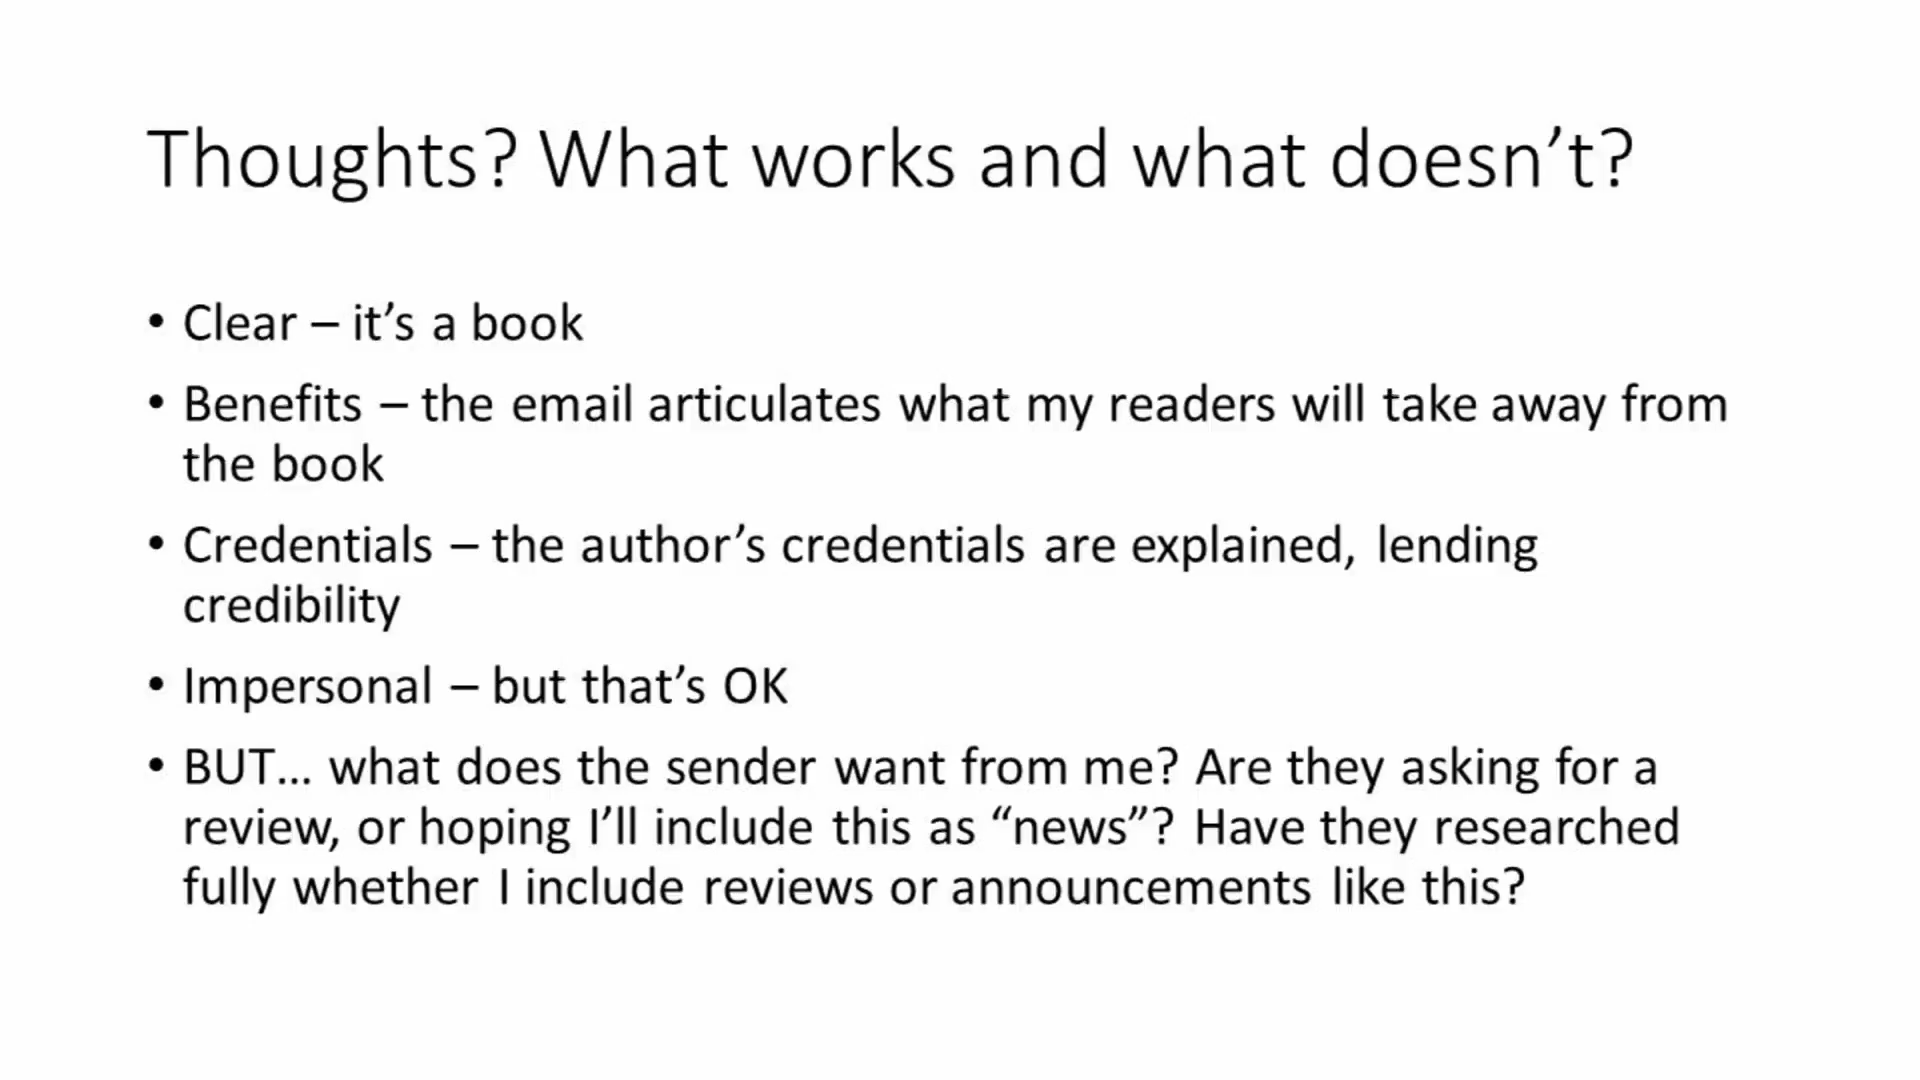 Thoughts? What works and what doesn’t?
• Clear – it’s a book
• Benefits – the email articulates what my readers will take away from
the book
• Credentials – the author’s credentials are explained, lending
credibility
• Impersonal – but that’s OK
• BUT… what does the sender want from me? Are they asking for a
review, or hoping I’ll include this as “news”? Have they researched
fully whether I include reviews or announcements like this?